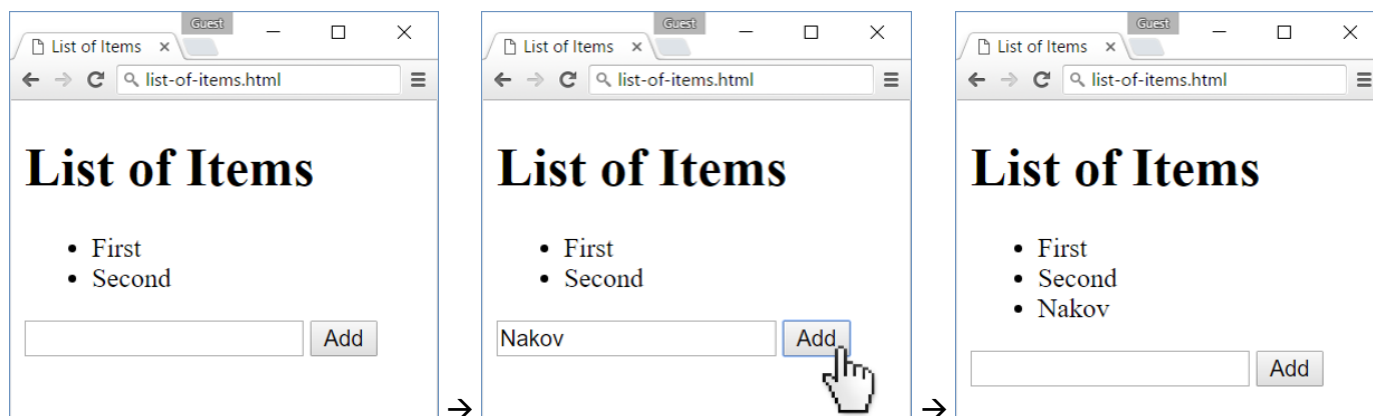 Guest
List of Items
list-of-items.html
List of Items
First
Second
Add
→
Guest
List of Items
list-of-items.html
List of Items
First
Second
Nakov
Add
→
Guest
List of Items
list-of-items.html
List of Items
First
Second
Nakov
Add